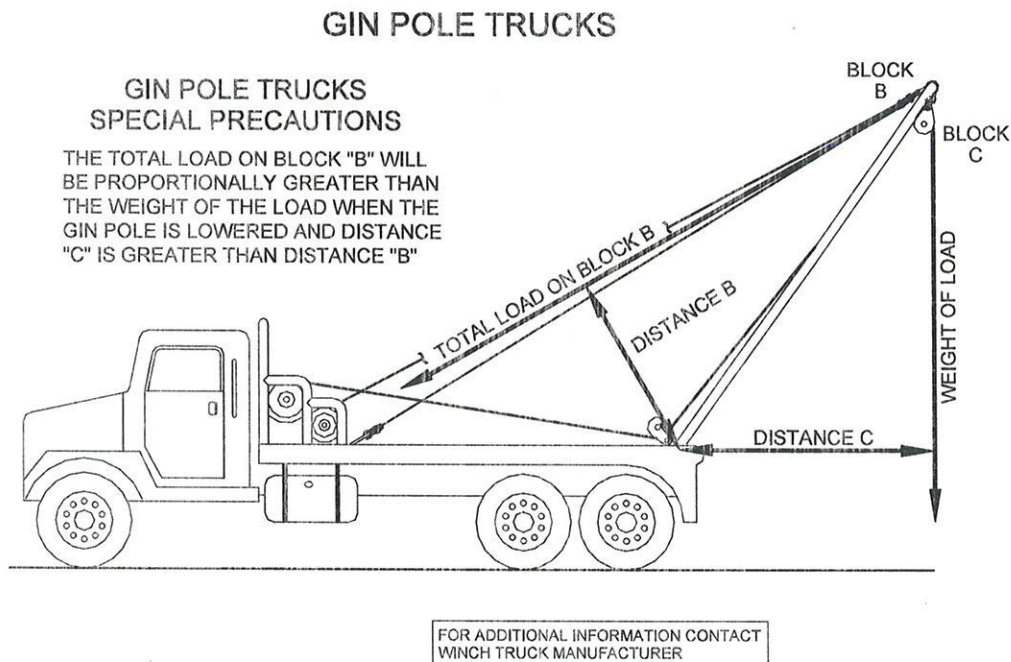 GIN POLE TRUCKS
GIN POLE TRUCKS
SPECIAL PRECAUTIONS
THE TOTAL LOAD ON BLOCK "B" WILL
BE PROPORTIONALLY GREATER THAN
THE WEIGHT OF THE LOAD WHEN THE
GIN POLE IS LOWERED AND DISTANCE
"C" IS GREATER THAN DISTANCE "B"
BLOCK
B
BLOCK
C
TOTAL LOAD ON BLOCK B
DISTANCE B
WEIGHT OF LOAD
DISTANCE C
FOR ADDITIONAL INFORMATION CONTACT
WINCH TRUCK MANUFACTURER